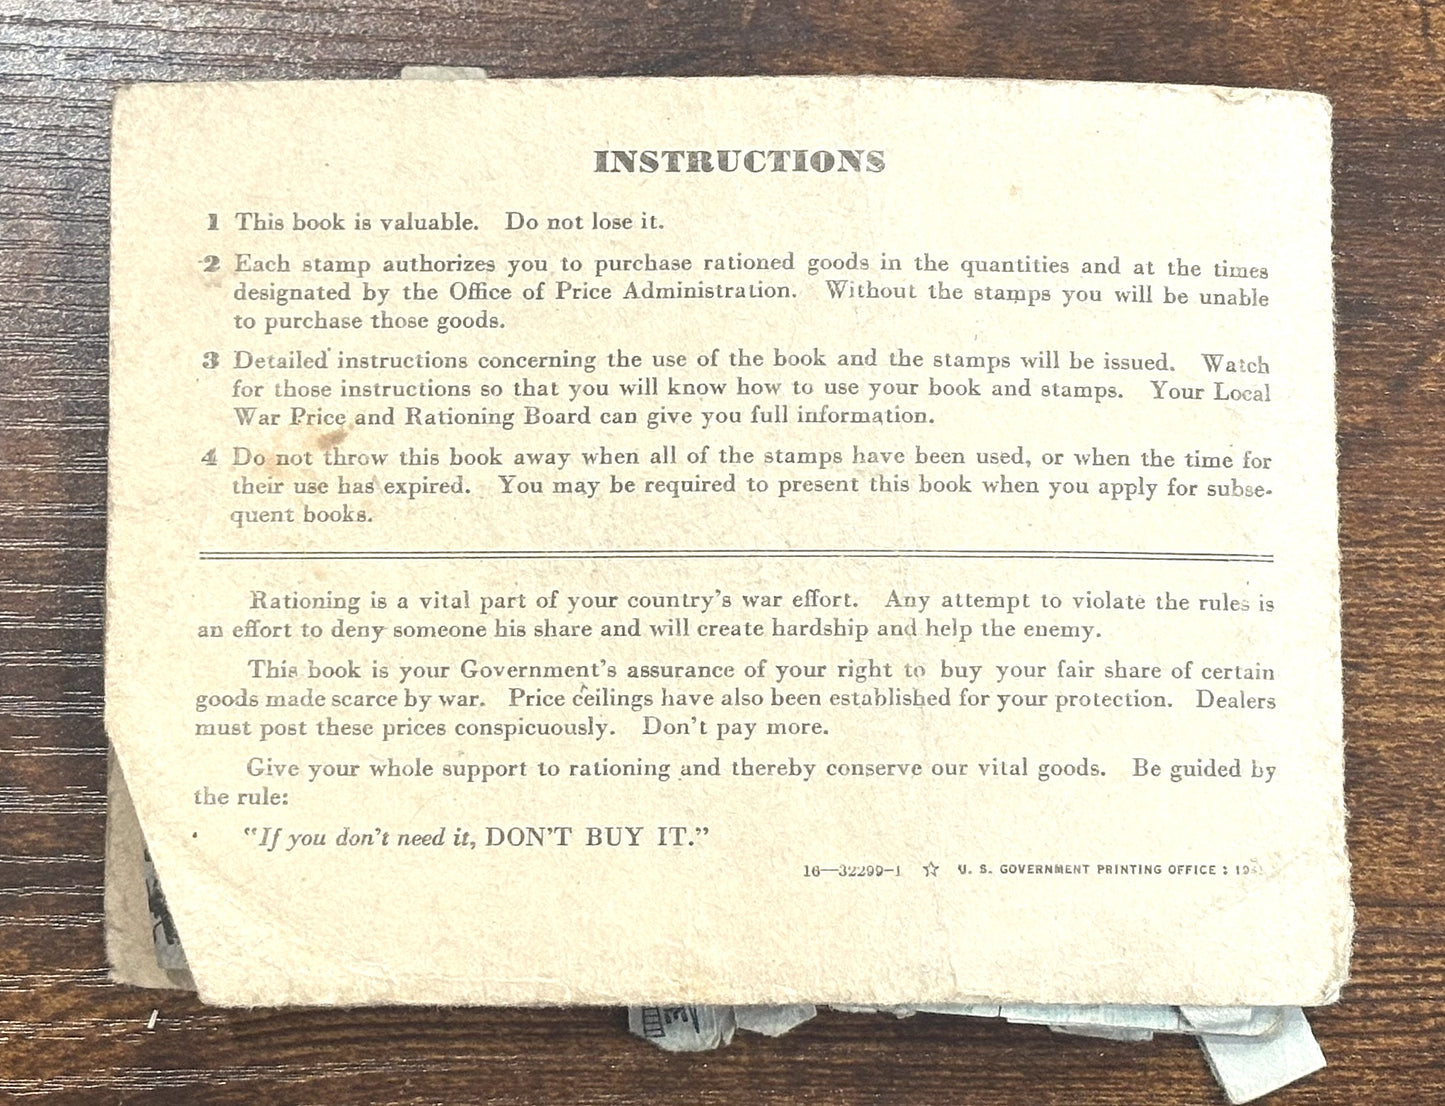 INSTRUCTIONS
1 This book is valuable. Do not lose it.
2 Each stamp authorizes you to purchase rationed goods in the quantities and at the times
designated by the Office of Price Administration. Without the stamps you will be unable
to purchase those goods.
3 Detailed instructions concerning the use of the book and the stamps will be issued. Watch
for those instructions so that you will know how to use your book and stamps. Your Local
War Price and Rationing Board can give you full information.
4 Do not throw this book away when all of the stamps have been used, or when the time for
their use has expired. You may be required to present this book when you apply for subse-
quent books.
Rationing is a vital part of your country's war effort. Any attempt to violate the rules is
an effort to deny someone his share and will create hardship and help the enemy.
This book is your Government's assurance of your right to buy your fair share of certain
goods made scarce by war. Price ceilings have also been established for your protection. Dealers
must post these prices conspicuously. Don't pay more.
Give your whole support to rationing and thereby conserve our vital goods. Be guided by
the rule:
"If you don't need it, DON'T BUY IT."
16—32299-1 ☆ U. S. GOVERNMENT PRINTING OFFICE :